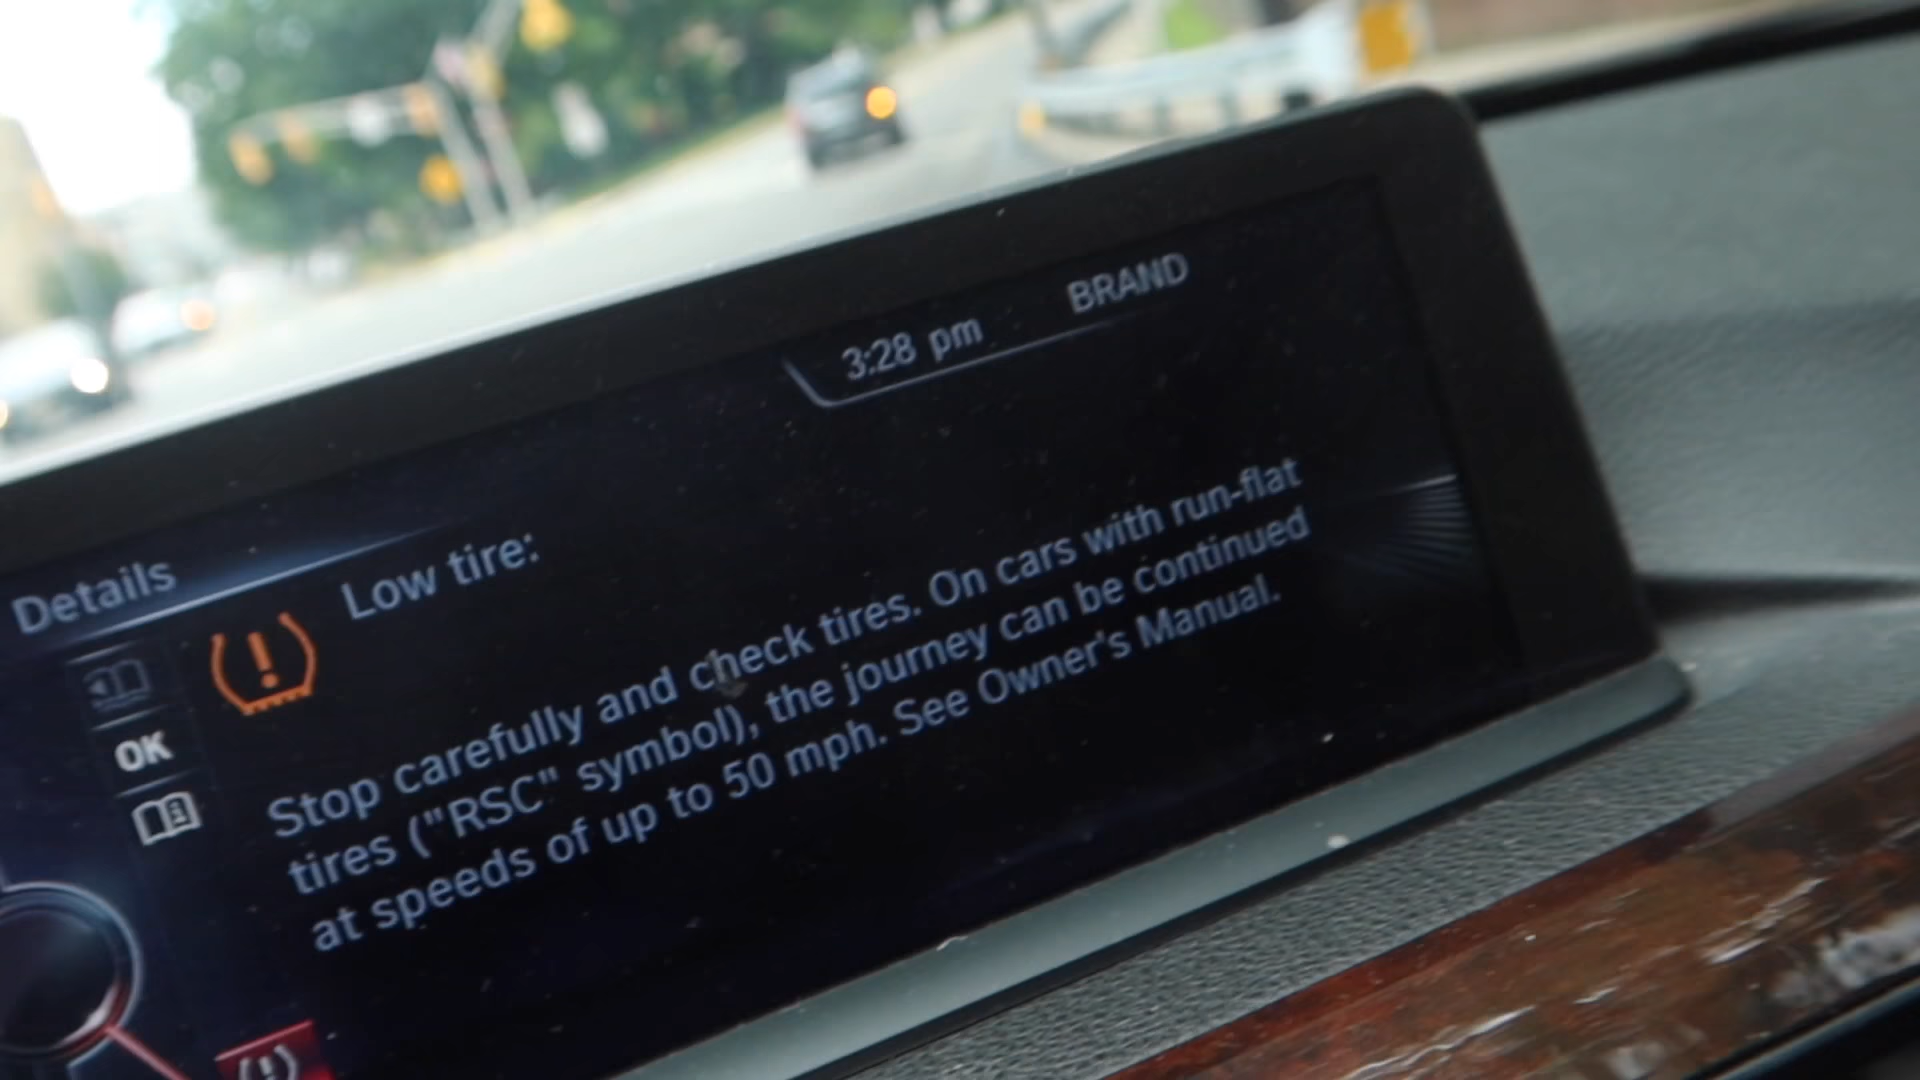 3:28 pm BRAND
Details
Low tire:
OK
Stop carefully and check tires. On cars with run-flat
tires ("RSC" symbol), the journey can be continued
at speeds of up to 50 mph. See Owner's Manual.